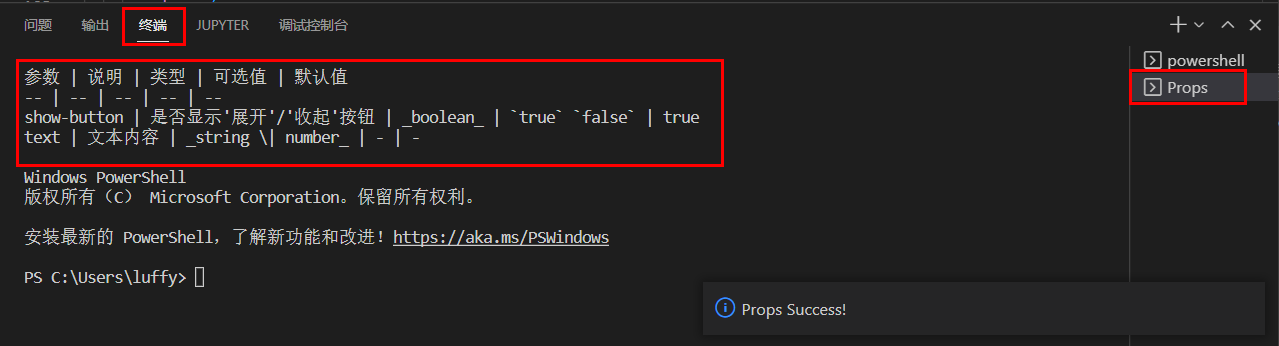 问题 输出 终端 JUPYTER 调试控制台
参数 | 说明 | 类型 | 可选值 | 默认值
-- | -- | -- | -- | --
show-button | 是否显示'展开'/'收起'按钮 | _boolean_ | `true` `false` | true
text | 文本内容 | _string \| number_ | - | -
Windows PowerShell
版权所有（C） Microsoft Corporation。保留所有权利。
安装最新的 PowerShell，了解新功能和改进！https://aka.ms/PSWindows
PS C:\Users\luffy>
powershell
Props
Props Success!